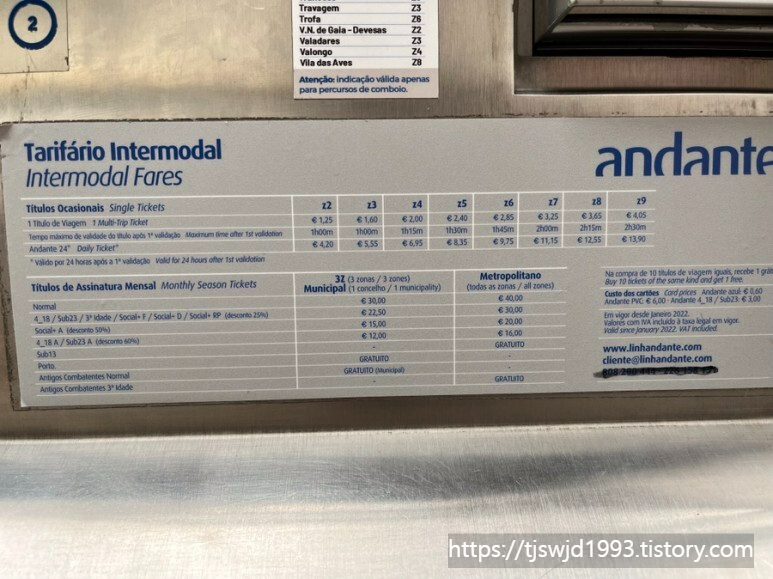 2
Travagem Z3
Trofa Z6
V.N. de Gaia - Devesas Z2
Valadares Z3
Valongo Z4
Vila das Aves Z8
Atenção: indicação válida apenas
para percursos de comboio.
Tarifário Intermodal
Intermodal Fares
andante
Títulos Ocasionais Single Tickets z2 z3 z4 z5 z6 z7 z8 z9
1 Título de Viagem 1 Multi-Trip Ticket € 1,25 € 1,60 € 2,00 € 2,40 € 2,85 € 3,25 € 3,65 € 4,05
Tempo máximo de validade do título após 1ª validação Maximum time after 1st validation 1h00m 1h00m 1h15m 1h30m 1h45m 2h00m 2h15m 2h30m
Andante 24* Daily Ticket* € 4,20 € 5,55 € 6,95 € 8,35 € 9,75 € 11,15 € 12,55 € 13,90
* Válido por 24 horas após a 1ª validação Valid for 24 hours after 1st validation
Títulos de Assinatura Mensal Monthly Season Tickets
3Z (3 zonas / 3 zones)
Municipal (1 concelho / 1 municipality)
Metropolitano
(todas as zonas / all zones)
Normal € 30,00 € 40,00
4_18 / Sub23 / 3ª Idade / Social+ F / Social+ D / Social+ RP (desconto 25%) € 22,50 € 30,00
Social+ A (desconto 50%) € 15,00 € 20,00
4_18 A / Sub23 A (desconto 60%) € 12,00 € 16,00
Sub13 - GRATUITO
Porto. GRATUITO -
Antigos Combatentes Normal GRATUITO (Municipal) -
Antigos Combatentes 3ª Idade - GRATUITO
Na compra de 10 títulos de viagem iguais, recebe 1 grát
Buy 10 tickets of the same kind and get 1 free.
Custo dos cartões Card prices Andante azul: € 0,60
Andante PVC: € 6,00 · Andante 4_18 / Sub23: € 3,00
Em vigor desde Janeiro 2022.
Valores com IVA incluído à taxa legal em vigor.
Valid since January 2022. VAT included.
www.linhandante.com
cliente@linhandante.com
https://tjswjd1993.tistory.com